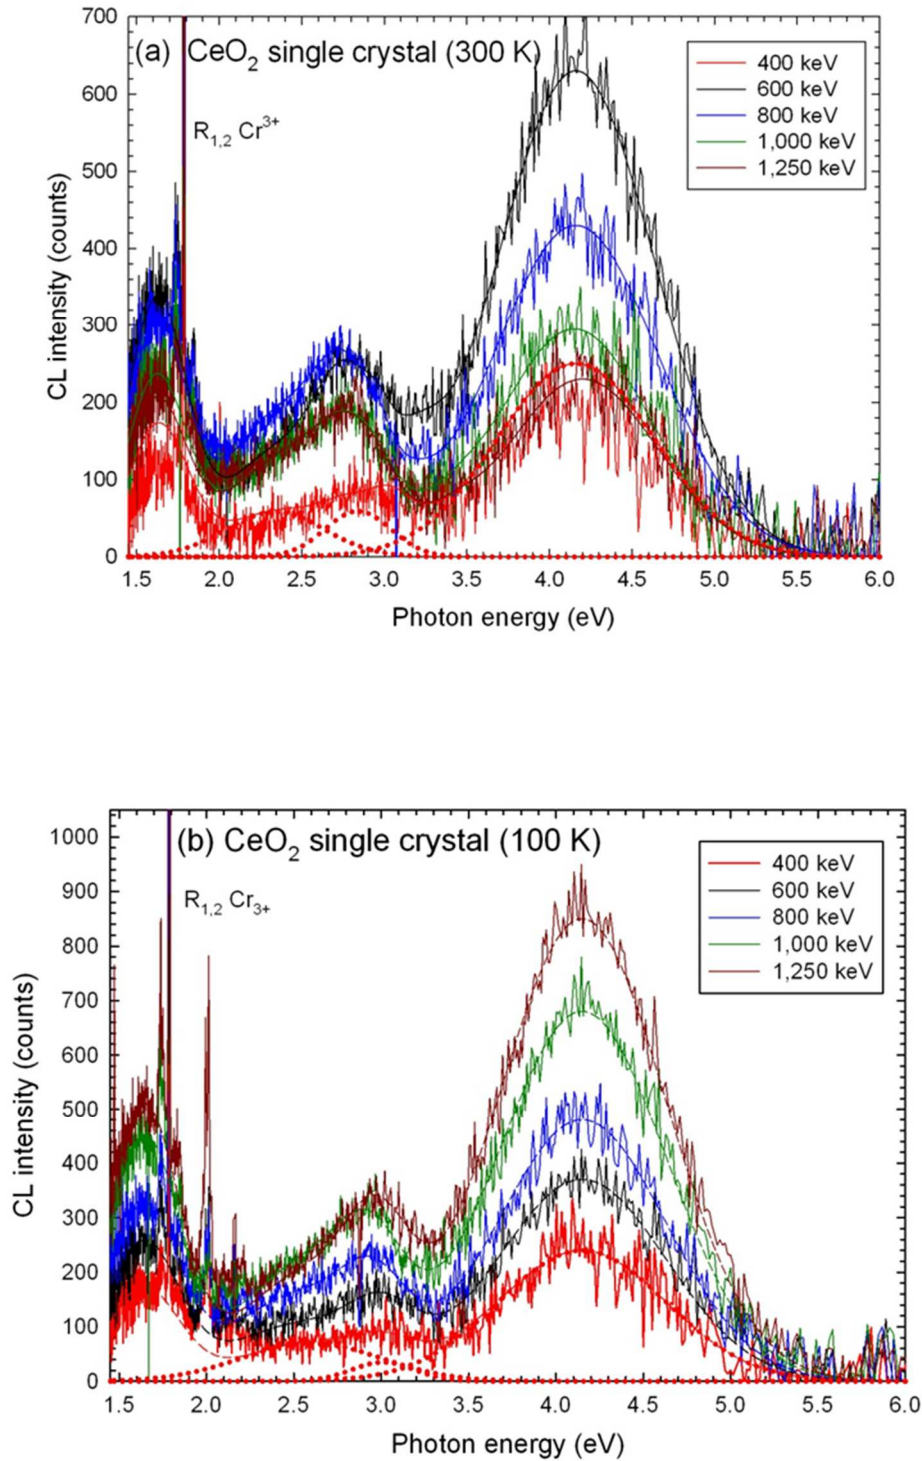 700
(a) CeO2 single crystal (300 K)
400 keV
600 keV
800 keV
1,000 keV
1,250 keV
600
R1,2 Cr3+
500
400
300
200
100
0
CL intensity (counts)
1.5 2.0 2.5 3.0 3.5 4.0 4.5 5.0 5.5 6.0
Photon energy (eV)
(b) CeO2 single crystal (100 K)
400 keV
600 keV
800 keV
1,000 keV
1,250 keV
1000
900
R1,2 Cr3+
800
700
600
500
400
300
200
100
0
CL intensity (counts)
1.5 2.0 2.5 3.0 3.5 4.0 4.5 5.0 5.5 6.0
Photon energy (eV)